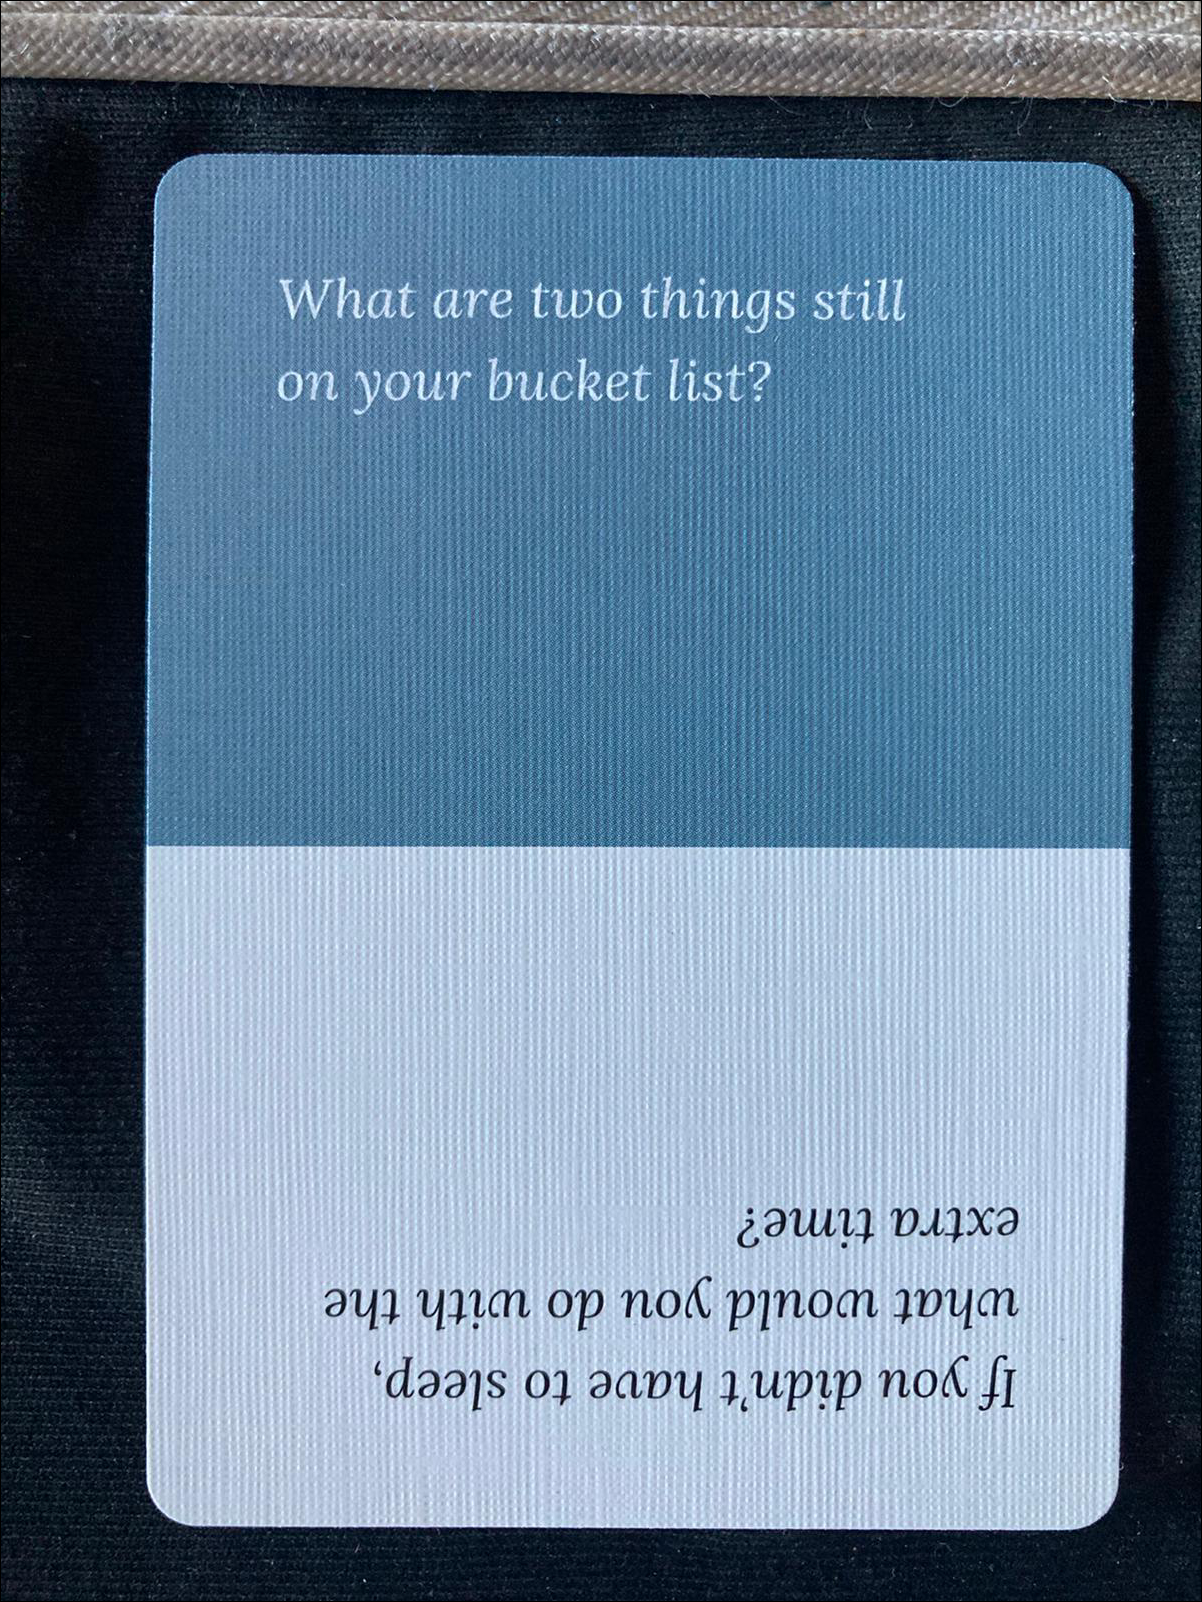 What are two things still
on your bucket list?
If you didn't have to sleep,
what would you do with the
extra time?